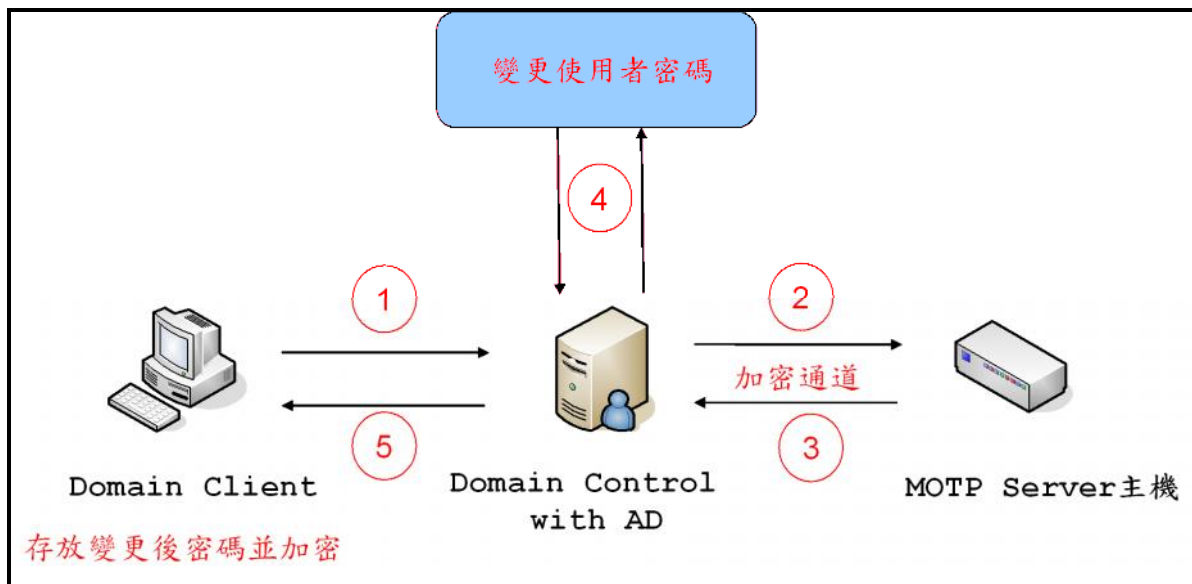 變更使用者密碼
4
1
2
加密通道
5
3
Domain Client
Domain Control
with AD
MOTP Server主機
存放變更後密碼並加密